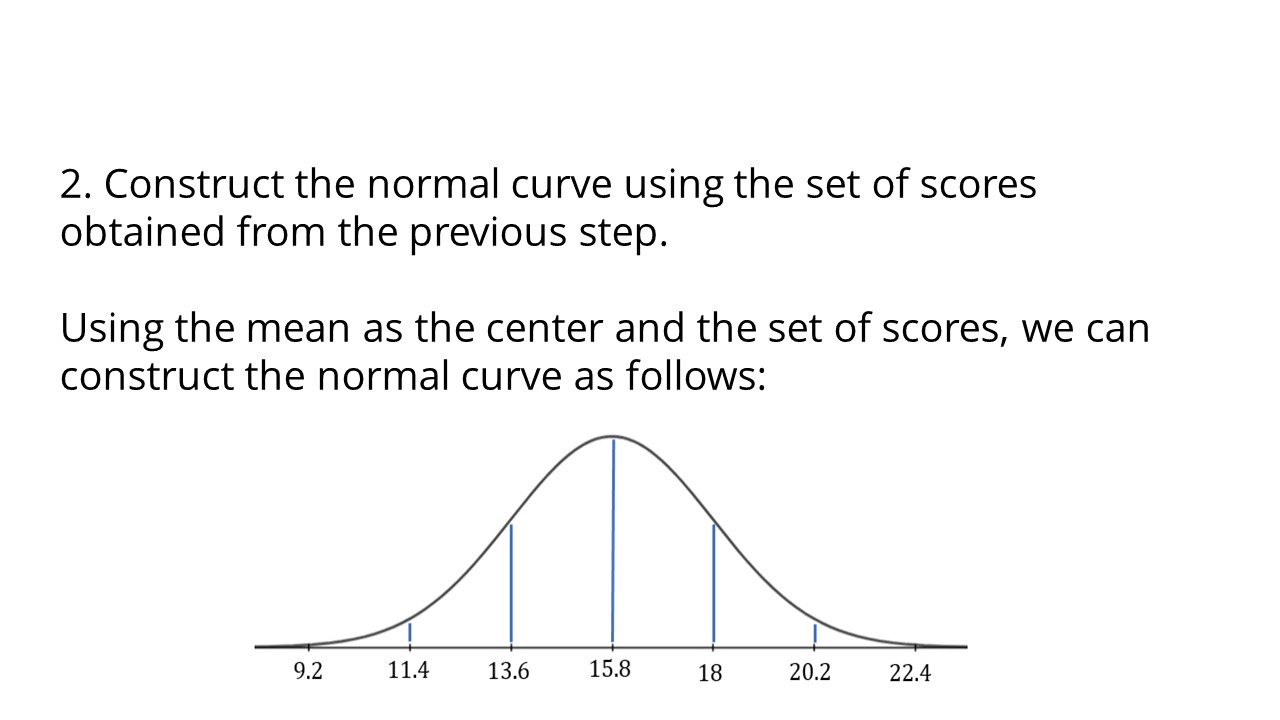 2. Construct the normal curve using the set of scores
obtained from the previous step.
Using the mean as the center and the set of scores, we can
construct the normal curve as follows:
9.2 11.4 13.6 15.8 18 20.2 22.4